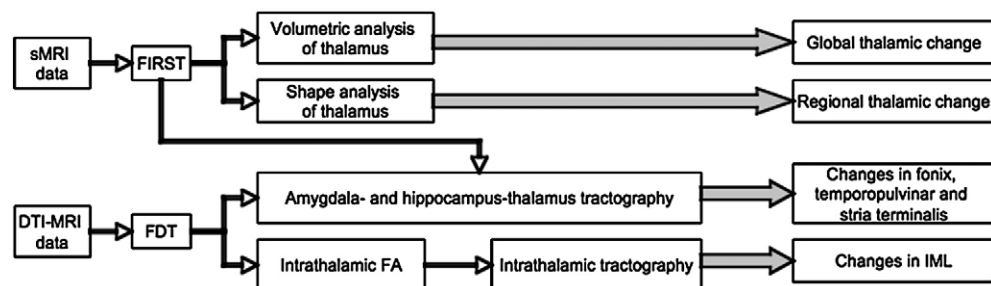 sMRI
data
FIRST
Volumetric analysis
of thalamus
Global thalamic change
Shape analysis
of thalamus
Regional thalamic change
DTI-MRI
data
FDT
Amygdala- and hippocampus-thalamus tractography
Changes in fonix,
temporopulvinar and
stria terminalis
Intrathalamic FA
Intrathalamic tractography
Changes in IML